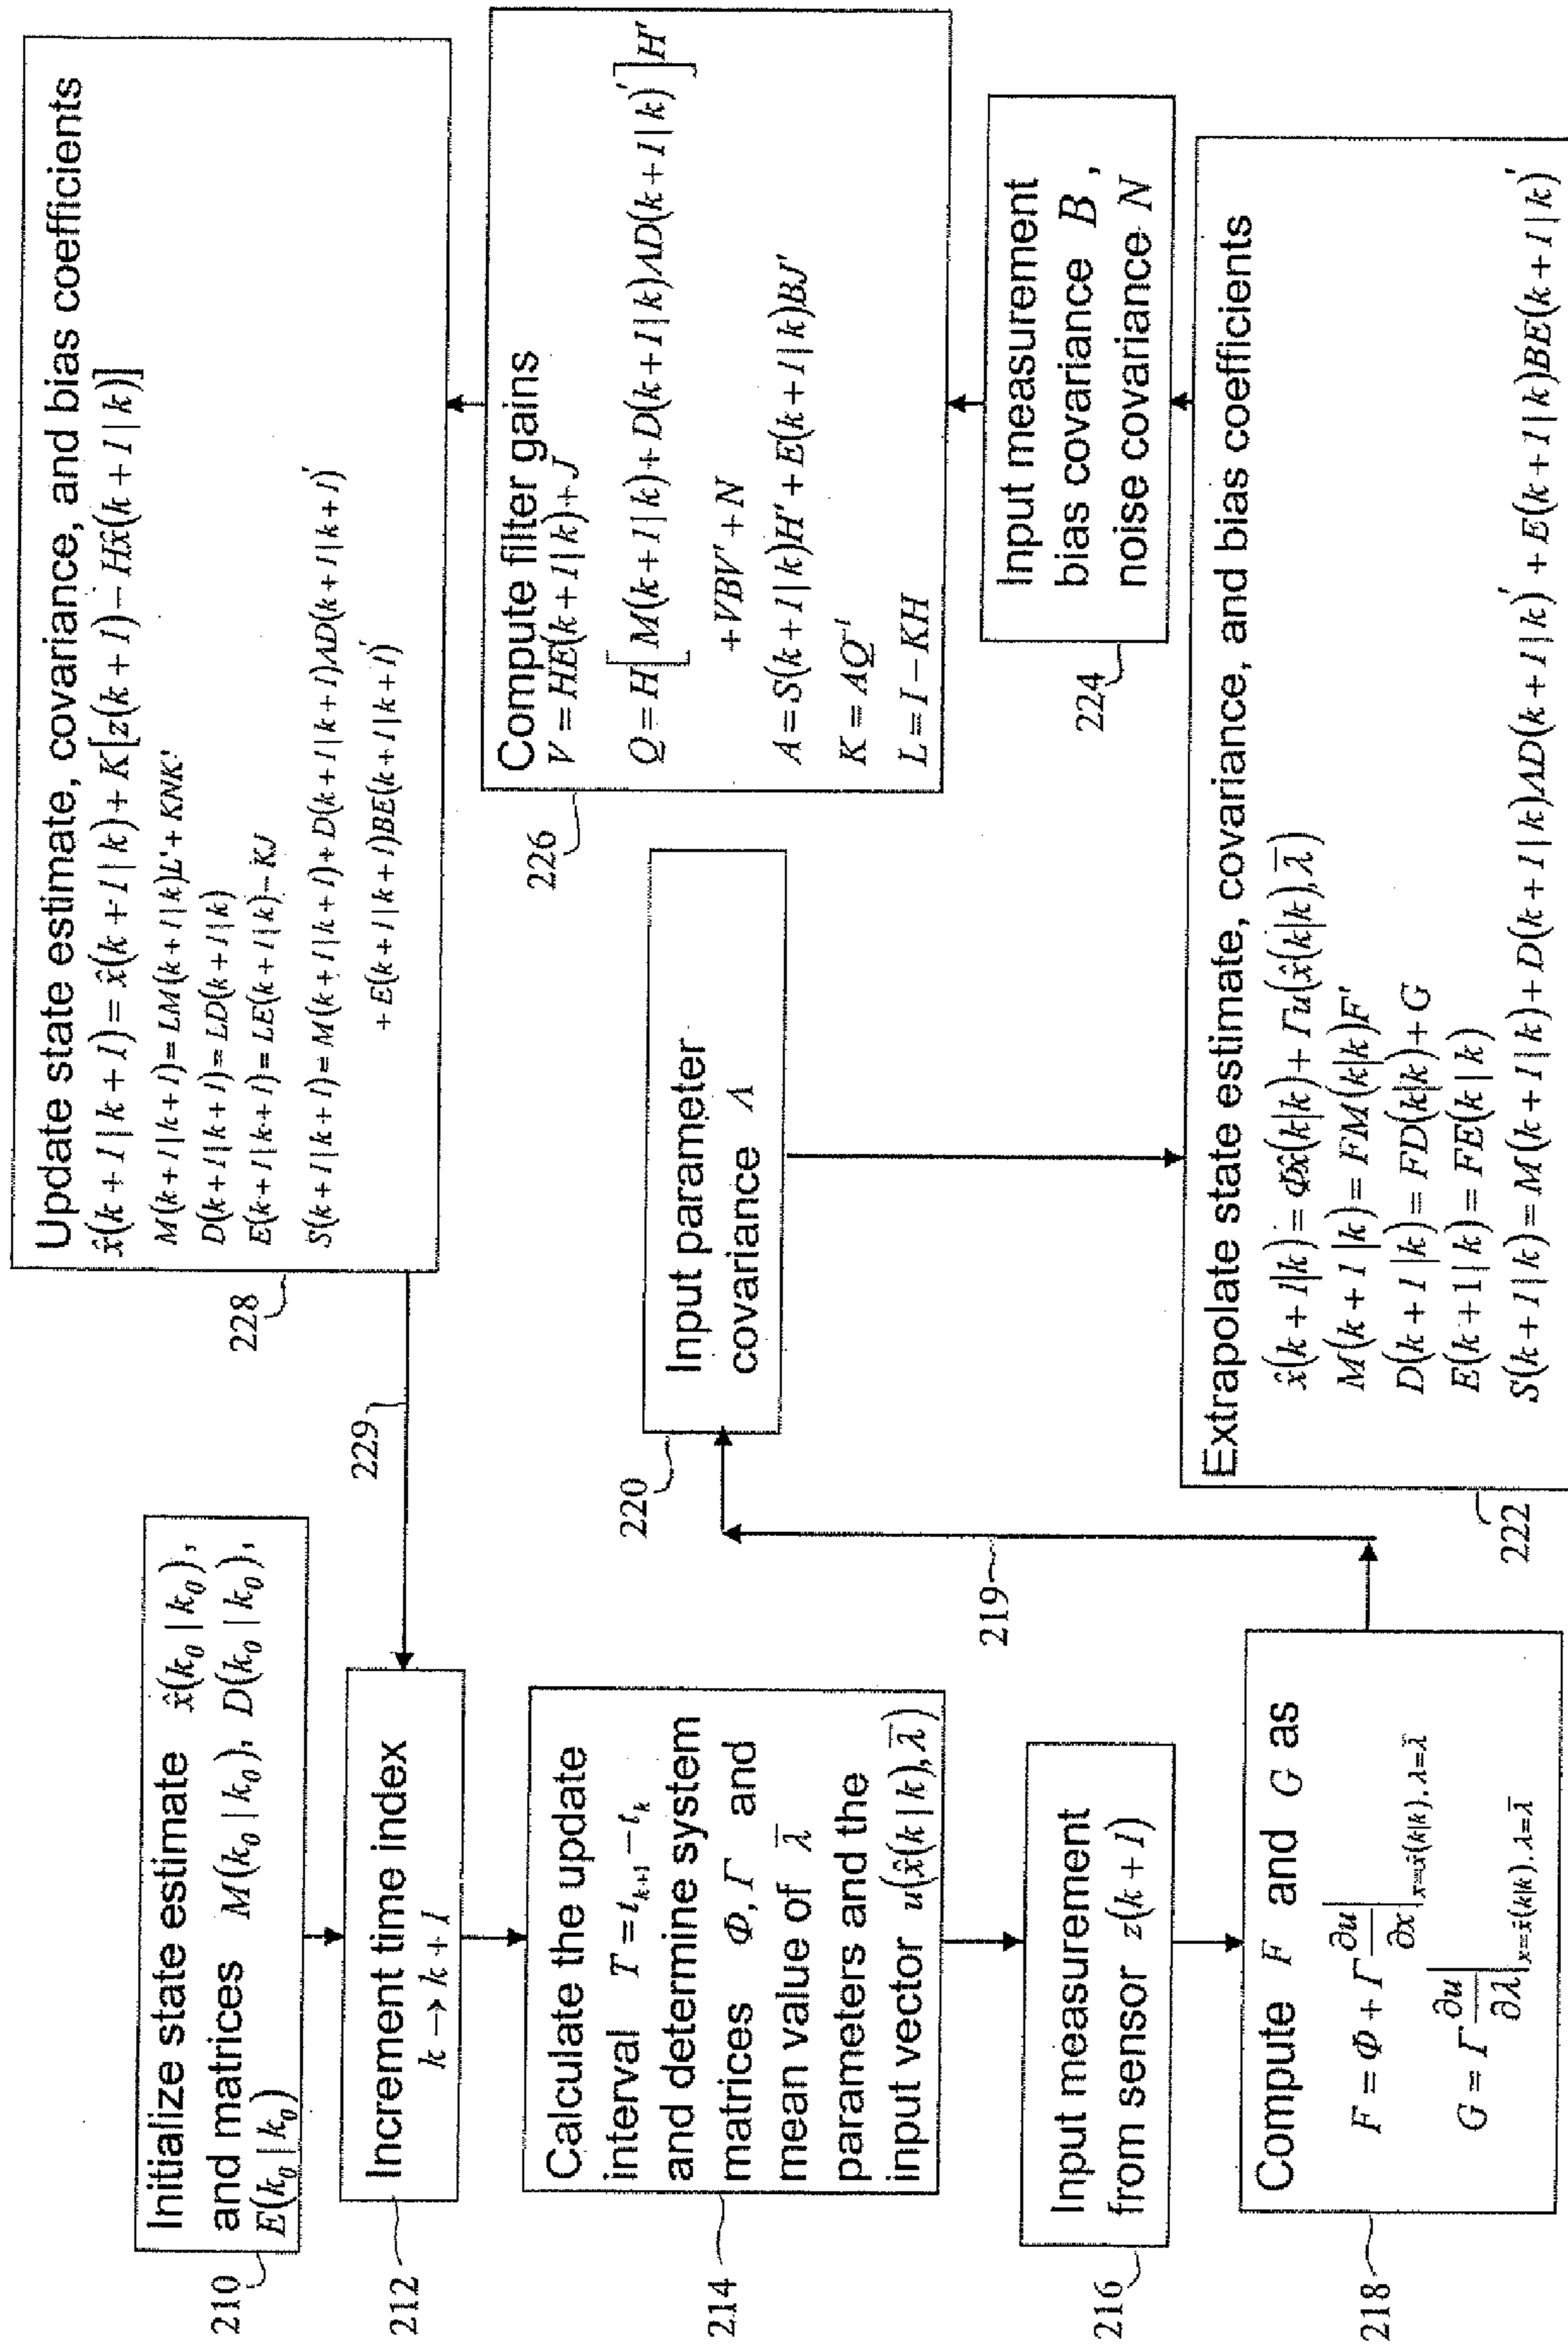 Initialize state estimate x̂(k₀ | k₀),
and matrices M(k₀ | k₀), D(k₀ | k₀),
E(k₀ | k₀)
210
Increment time index
k → k + 1
212
Calculate the update
interval T = t_{k+1} − t_k
and determine system
matrices Φ, Γ and
mean value of λ̄
parameters and the
input vector u(x̂(k | k), λ̄)
214
Input measurement
from sensor z(k + 1)
216
Compute F and G as
F = Φ + Γ ∂u/∂x |_{x=x̂(k|k), λ=λ̄}
G = Γ ∂u/∂λ |_{x=x̂(k|k), λ=λ̄}
218
219
Input parameter
covariance Λ
220
Extrapolate state estimate, covariance, and bias coefficients
x̂(k + 1|k) = Φx̂(k|k) + Γu(x̂(k|k), λ̄)
M(k + 1 |k) = FM(k|k)F'
D(k + 1 |k) = FD(k|k) + G
E(k + 1 | k) = FE(k | k)
S(k + 1 | k) = M(k + 1 | k) + D(k + 1 | k)ΛD(k + 1 | k)' + E(k + 1 | k)BE(k + 1 | k)'
222
Input measurement
bias covariance B ,
noise covariance N
224
Compute filter gains
V = HE(k + 1 | k) + J
Q = H[M(k + 1 | k) + D(k + 1 | k)ΛD(k + 1 | k)']H'
+VBV' + N
A = S(k + 1 | k)H' + E(k + 1 | k)BJ'
K = AQ⁻¹
L = I − KH
226
Update state estimate, covariance, and bias coefficients
x̂(k + 1 | k + 1) = x̂(k + 1 | k) + K[z(k + 1) − Hx̂(k + 1 | k)]
M(k + 1 | k + 1) = LM(k + 1 | k)L' + KNK'
D(k + 1 | k + 1) = LD(k + 1 | k)
E(k + 1 | k + 1) = LE(k + 1 | k) − KJ
S(k + 1 | k + 1) = M(k + 1 | k + 1) + D(k + 1 | k + 1)ΛD(k + 1 | k + 1)'
+ E(k + 1 | k + 1)BE(k + 1 | k + 1)'
228
229